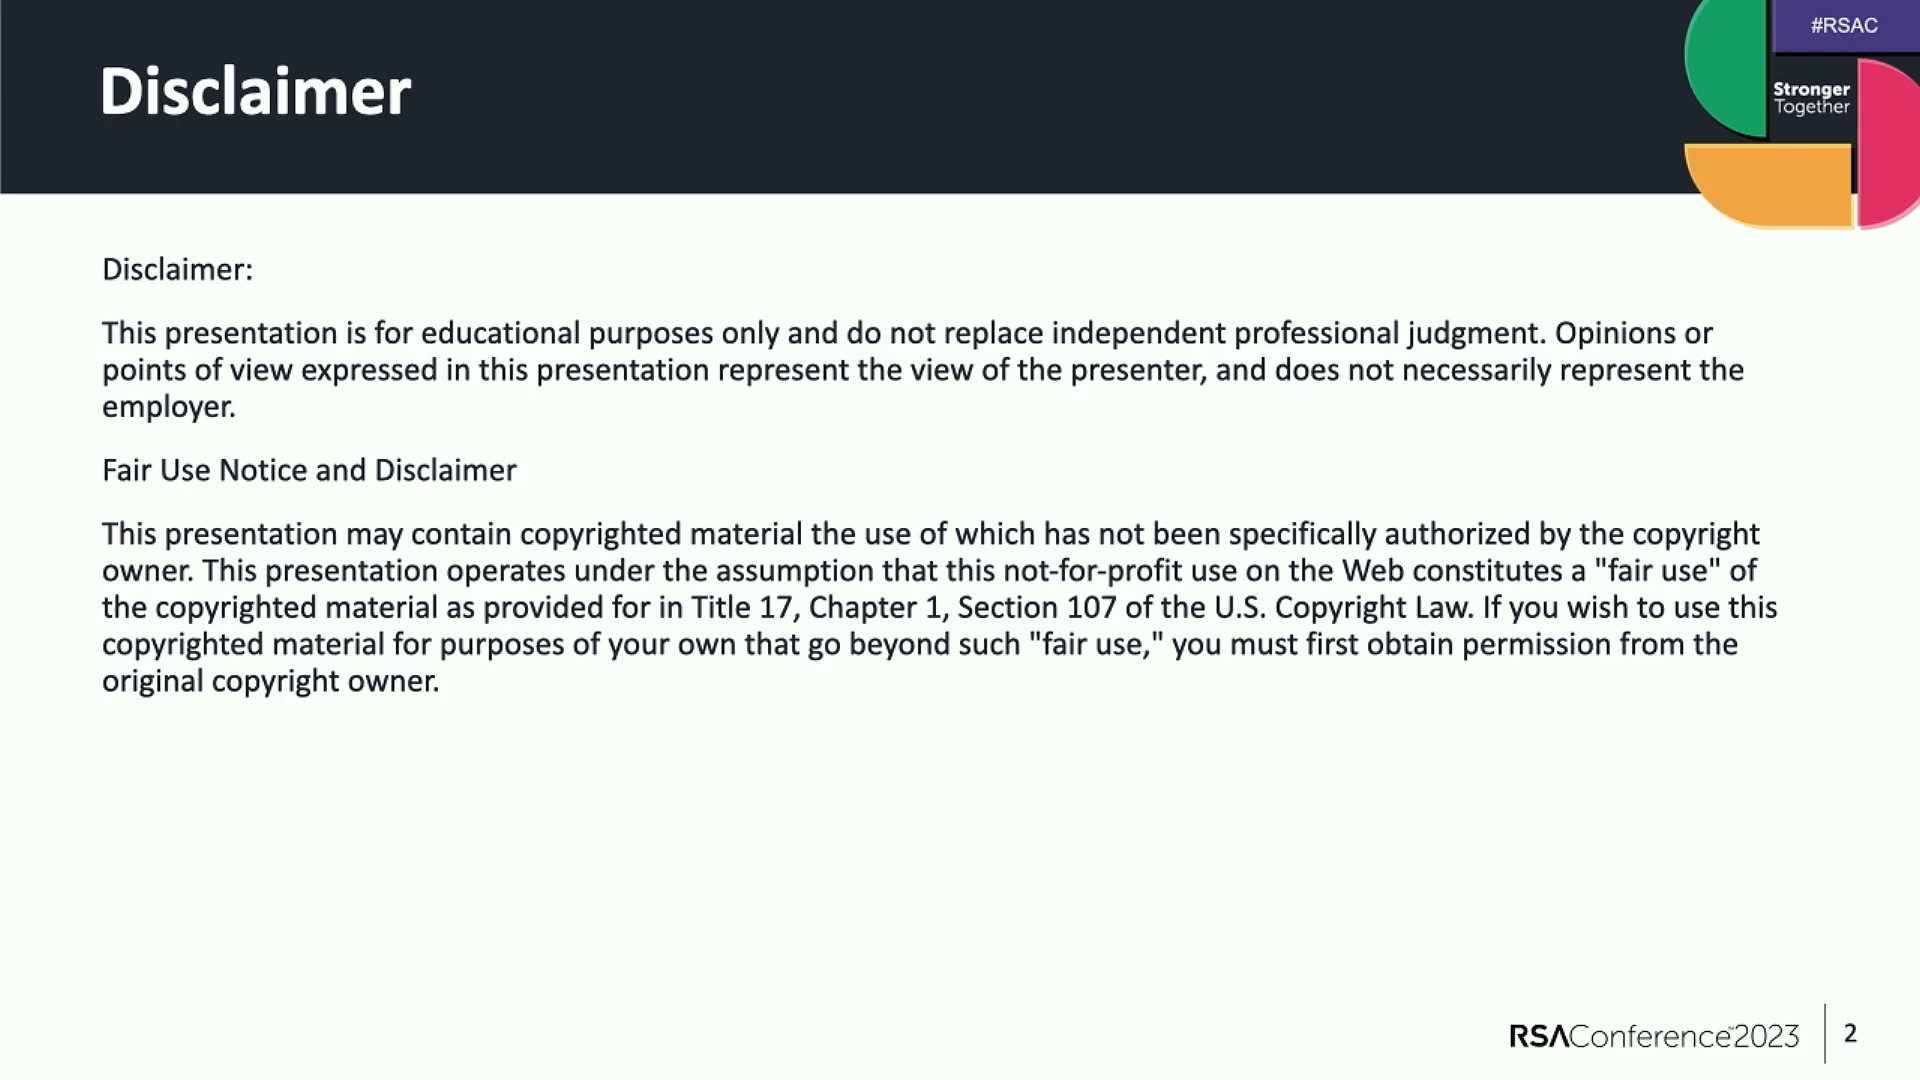 #RSAC
Disclaimer
Stronger
Together
Disclaimer:
This presentation is for educational purposes only and do not replace independent professional judgment. Opinions or
points of view expressed in this presentation represent the view of the presenter, and does not necessarily represent the
employer.
Fair Use Notice and Disclaimer
This presentation may contain copyrighted material the use of which has not been specifically authorized by the copyright
owner. This presentation operates under the assumption that this not-for-profit use on the Web constitutes a "fair use" of
the copyrighted material as provided for in Title 17, Chapter 1, Section 107 of the U.S. Copyright Law. If you wish to use this
copyrighted material for purposes of your own that go beyond such "fair use," you must first obtain permission from the
original copyright owner.
RSAConference™2023
2